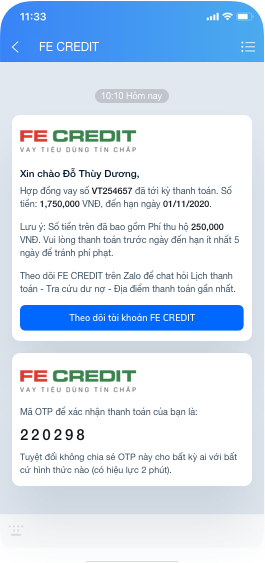 11:33
FE CREDIT
10:10 Hôm nay
FE CREDIT
VAY TIÊU DÙNG TÍN CHẤP
Xin chào Đỗ Thùy Dương,
Hợp đồng vay số VT254657 đã tới kỳ thanh toán. Số
tiền: 1,750,000 VNĐ, đến hạn ngày 01/11/2020.
Lưu ý: Số tiền trên đã bao gồm Phí thu hộ 250,000
VNĐ. Vui lòng thanh toán trước ngày đến hạn ít nhất 5
ngày để tránh phí phạt.
Theo dõi FE CREDIT trên Zalo để chat hỏi Lịch thanh
toán - Tra cứu dư nợ - Địa điểm thanh toán gần nhất.
Theo dõi tài khoản FE CREDIT
FE CREDIT
VAY TIÊU DÙNG TÍN CHẤP
Mã OTP để xác nhận thanh toán của bạn là:
220298
Tuyệt đối không chia sẻ OTP này cho bất kỳ ai với bất
cứ hình thức nào (có hiệu lực 2 phút).